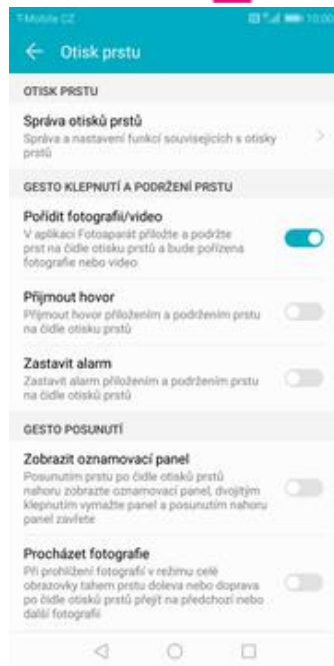 T-Mobile CZ 10:00
Otisk prstu
OTISK PRSTU
Správa otisků prstů
Správa a nastavení funkcí souvisejících s otisky
prstů
GESTO KLEPNUTÍ A PODRŽENÍ PRSTU
Pořídit fotografii/video
V aplikaci Fotoaparát přiložte a podržte
prst na čidle otisku prstů a bude pořízena
fotografie nebo video
Přijmout hovor
Přijmout hovor přiložením a podržením prstu
na čidle otisku prstů
Zastavit alarm
Zastavit alarm přiložením a podržením prstu
na čidle otisků prstů
GESTO POSUNUTÍ
Zobrazit oznamovací panel
Posunutím prstu po čidle otisků prstů
nahoru zobrazte oznamovací panel, dvojitým
klepnutím vymažte panel a posunutím nahoru
panel zavřete
Procházet fotografie
Při prohlížení fotografií v režimu celé
obrazovky tahem prstu doleva nebo doprava
po čidle otisků prstů přejít na předchozí nebo
další fotografii